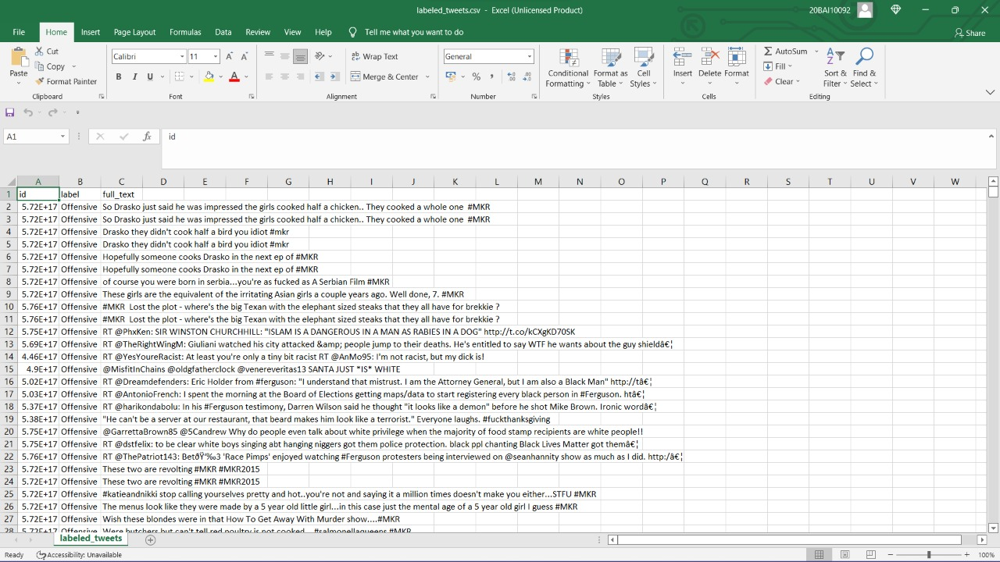 labeled_tweets.csv - Excel (Unlicensed Product)
20BAI10092
File Home Insert Page Layout Formulas Data Review View Help Tell me what you want to do
Share
Paste
Cut
Copy
Format Painter
Clipboard
Calibri 11
B I U
Font
Wrap Text
Merge & Center
Alignment
General
Number
Conditional Formatting
Format as Table
Cell Styles
Styles
Insert Delete Format
Cells
AutoSum
Fill
Clear
Sort & Filter
Find & Select
Editing
A1 fx id
A B C D E F G H I J K L M N O P Q R S T U V W
1 id label full_text
2 5.72E+17 Offensive So Drasko just said he was impressed the girls cooked half a chicken.. They cooked a whole one #MKR
3 5.72E+17 Offensive So Drasko just said he was impressed the girls cooked half a chicken.. They cooked a whole one #MKR
4 5.72E+17 Offensive Drasko they didn't cook half a bird you idiot #mkr
5 5.72E+17 Offensive Drasko they didn't cook half a bird you idiot #mkr
6 5.72E+17 Offensive Hopefully someone cooks Drasko in the next ep of #MKR
7 5.72E+17 Offensive Hopefully someone cooks Drasko in the next ep of #MKR
8 5.72E+17 Offensive of course you were born in serbia...you're as fucked as A Serbian Film #MKR
9 5.72E+17 Offensive These girls are the equivalent of the irritating Asian girls a couple years ago. Well done, 7. #MKR
10 5.76E+17 Offensive #MKR Lost the plot - where's the big Texan with the elephant sized steaks that they all have for brekkie ?
11 5.76E+17 Offensive #MKR Lost the plot - where's the big Texan with the elephant sized steaks that they all have for brekkie ?
12 5.75E+17 Offensive RT @PhxKen: SIR WINSTON CHURCHHILL: "ISLAM IS A DANGEROUS IN A MAN AS RABIES IN A DOG" http://t.co/kCXgKD70SK
13 5.69E+17 Offensive RT @TheRightWingM: Giuliani watched his city attacked &amp; people jump to their deaths. He's entitled to say WTF he wants about the guy shieldâ€¦
14 4.46E+17 Offensive RT @YesYoureRacist: At least you're only a tiny bit racist RT @AnMo95: I'm not racist, but my dick is!
15 4.9E+17 Offensive @MisfitInChains @oldgodfatherclock @venereveritas13 SANTA JUST *IS* WHITE
16 5.02E+17 Offensive RT @Dreamdefenders: Eric Holder from #ferguson: "I understand that mistrust. I am the Attorney General, but I am also a Black Man" http://tâ€¦
17 5.03E+17 Offensive RT @AntonioFrench: I spent the morning at the Board of Elections getting maps/data to start registering every black person in #Ferguson. htâ€¦
18 5.37E+17 Offensive RT @harikondabolu: In his #Ferguson testimony, Darren Wilson said he thought "it looks like a demon" before he shot Mike Brown. Ironic wordâ€¦
19 5.38E+17 Offensive "He can't be a server at our restaurant, that beard makes him look like a terrorist." Everyone laughs. #fuckthanksgiving
20 5.75E+17 Offensive @GarrettaBrown85 @5Candrew Why do people even talk about white privilege when the majority of food stamp recipients are white people!!
21 5.75E+17 Offensive RT @dstfelix: to be clear white boys singing abt hanging niggers got them police protection. black ppl chanting Black Lives Matter got themâ€¦
22 5.76E+17 Offensive RT @ThePatriot143: 'Race Pimps' enjoyed watching #Ferguson protesters being interviewed on @seanhannity show as much as I did. http:/â€¦
23 5.72E+17 Offensive These two are revolting #MKR #MKR2015
24 5.72E+17 Offensive These two are revolting #MKR #MKR2015
25 5.72E+17 Offensive #katieandnikki stop calling yourselves pretty and hot..you're not and saying it a million times doesn't make you either...STFU #MKR
26 5.72E+17 Offensive The menus look like they were made by a 5 year old little girl...in this case just the mental age of a 5 year old girl I guess #MKR
27 5.72E+17 Offensive Wish these blondes were in that How To Get Away With Murder show....#MKR
28 5.72E+17 Offensive Were butchers but can't tell red poultry is not cooked... #salmonellaqueens #MKR
labeled_tweets
Ready Accessibility: Unavailable
100%